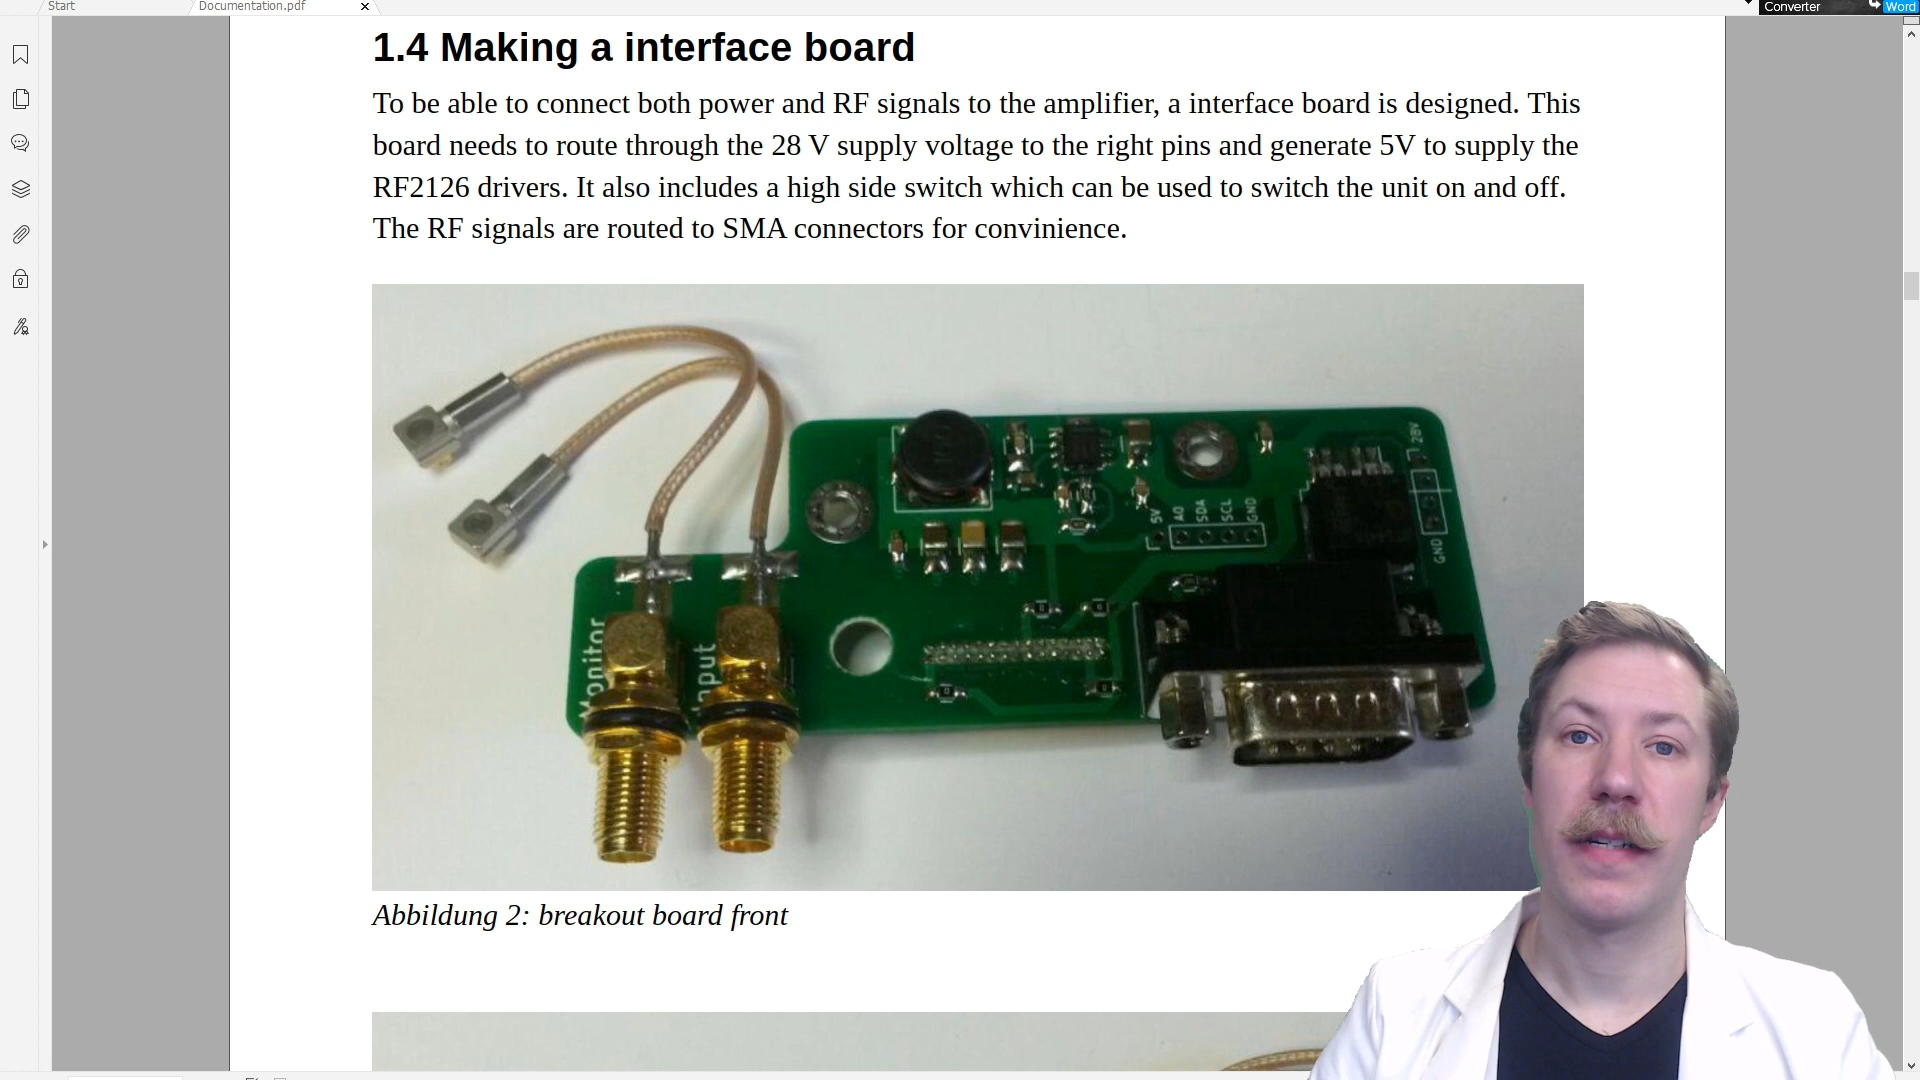 Start
Documentation.pdf
Converter
Word
1.4 Making a interface board
To be able to connect both power and RF signals to the amplifier, a interface board is designed. This
board needs to route through the 28 V supply voltage to the right pins and generate 5V to supply the
RF2126 drivers. It also includes a high side switch which can be used to switch the unit on and off.
The RF signals are routed to SMA connectors for convinience.
28V
5V
A0
SDA
SCL
GND
GND
Monitor
Input
Abbildung 2: breakout board front